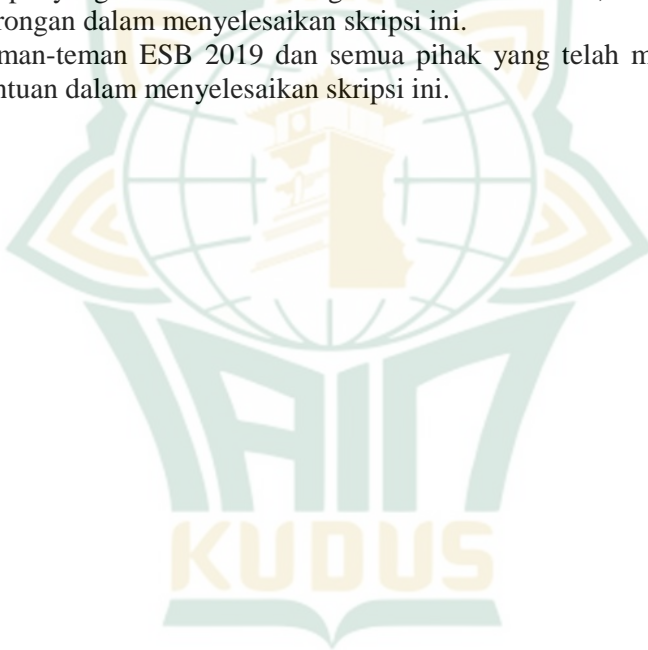 rongan dalam menyelesaikan skripsi ini.
man-teman ESB 2019 dan semua pihak yang telah m
ntuan dalam menyelesaikan skripsi ini.
IAIN
KUDUS